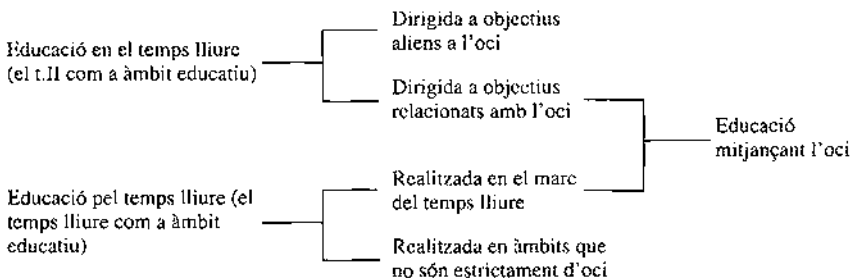 Educació en el temps lliure
(el t.ll com a àmbit educatiu)
Dirigida a objectius
aliens a l'oci
Dirigida a objectius
relacionats amb l'oci
Educació
mitjançant l'oci
Educació pel temps lliure (el
temps lliure com a àmbit
educatiu)
Realitzada en el marc
del temps lliure
Realitzada en àmbits que
no són estrictament d'oci